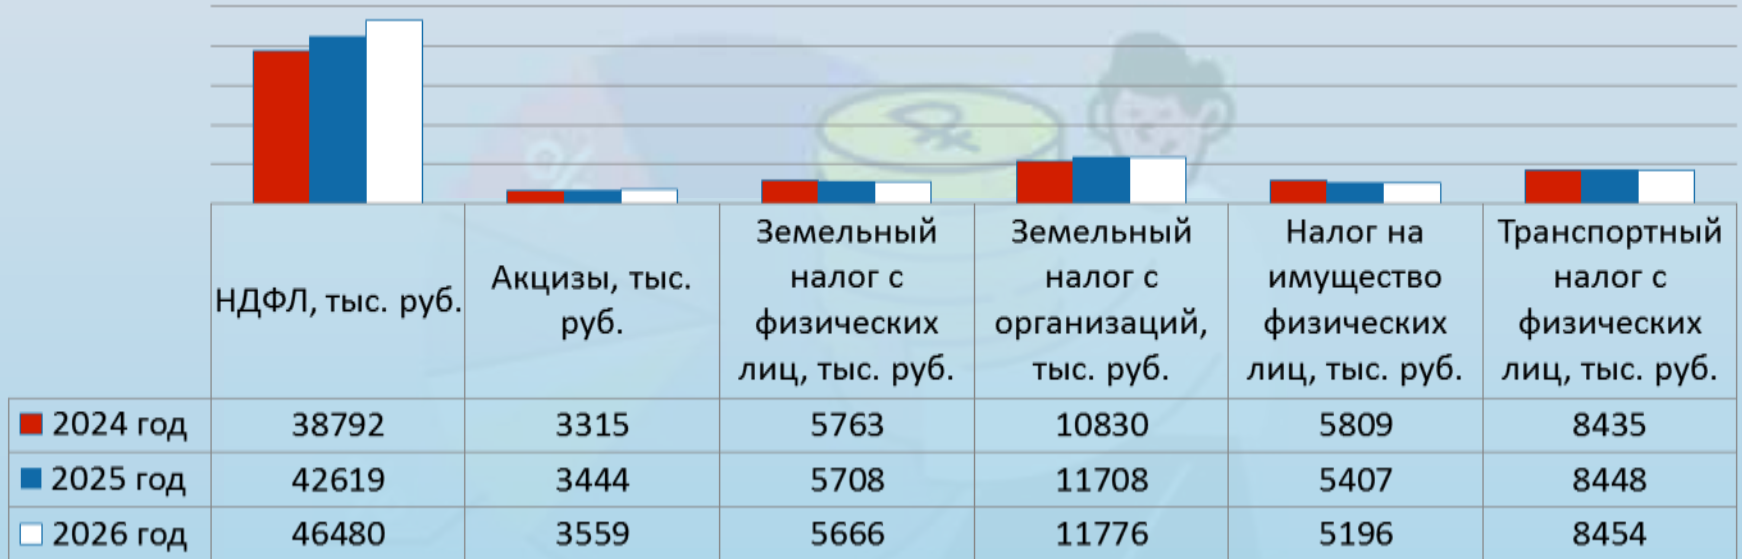 НДФЛ, тыс. руб.
Акцизы, тыс.
руб.
Земельный
налог с
физических
лиц, тыс. руб.
Земельный
налог с
организаций,
тыс. руб.
Налог на
имущество
физических
лиц, тыс. руб.
Транспортный
налог с
физических
лиц, тыс. руб.
2024 год 38792 3315 5763 10830 5809 8435
2025 год 42619 3444 5708 11708 5407 8448
2026 год 46480 3559 5666 11776 5196 8454
%